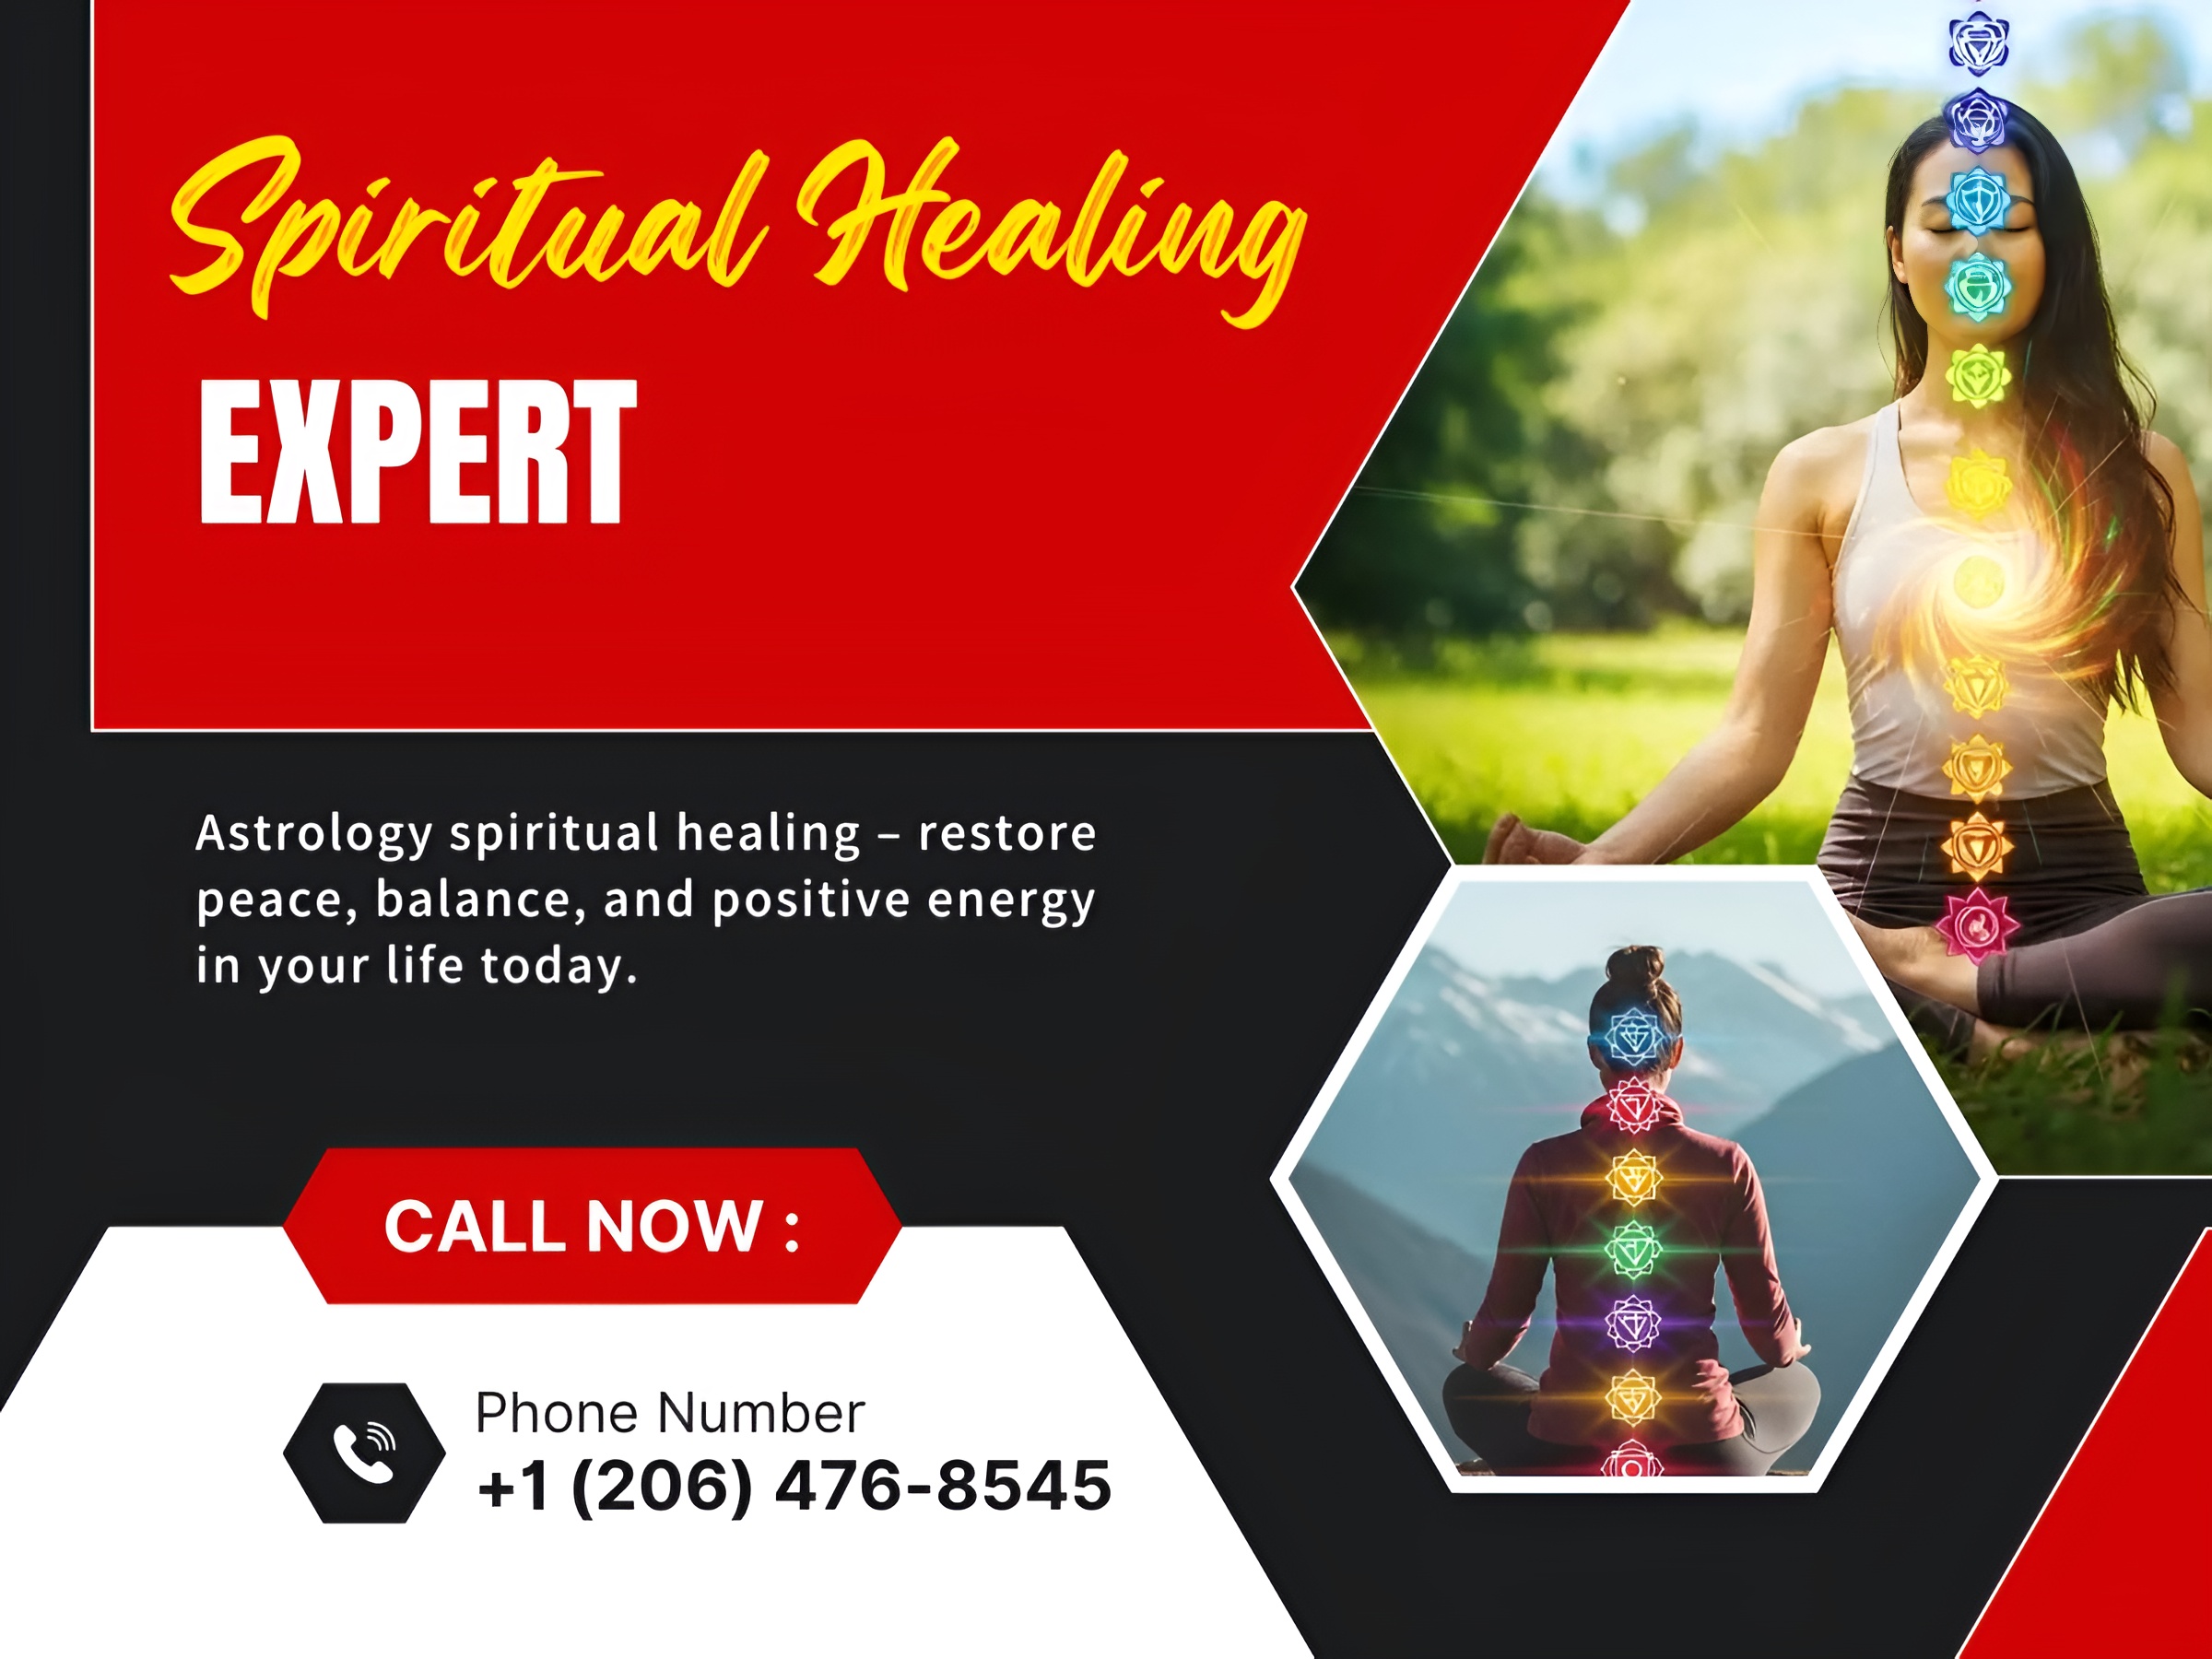 Spiritual Healing
EXPERT
Astrology spiritual healing – restore
peace, balance, and positive energy
in your life today.
CALL NOW :
Phone Number
+1 (206) 476-8545